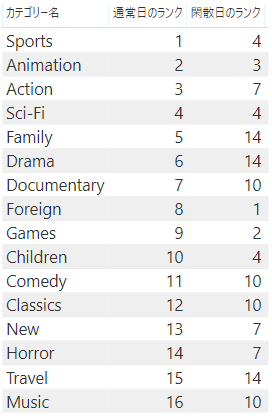 カテゴリー名 通常日のランク 閑散日のランク
Sports 1 4
Animation 2 3
Action 3 7
Sci-Fi 4 4
Family 5 14
Drama 6 14
Documentary 7 10
Foreign 8 1
Games 9 2
Children 10 4
Comedy 11 10
Classics 12 10
New 13 7
Horror 14 7
Travel 15 14
Music 16 10